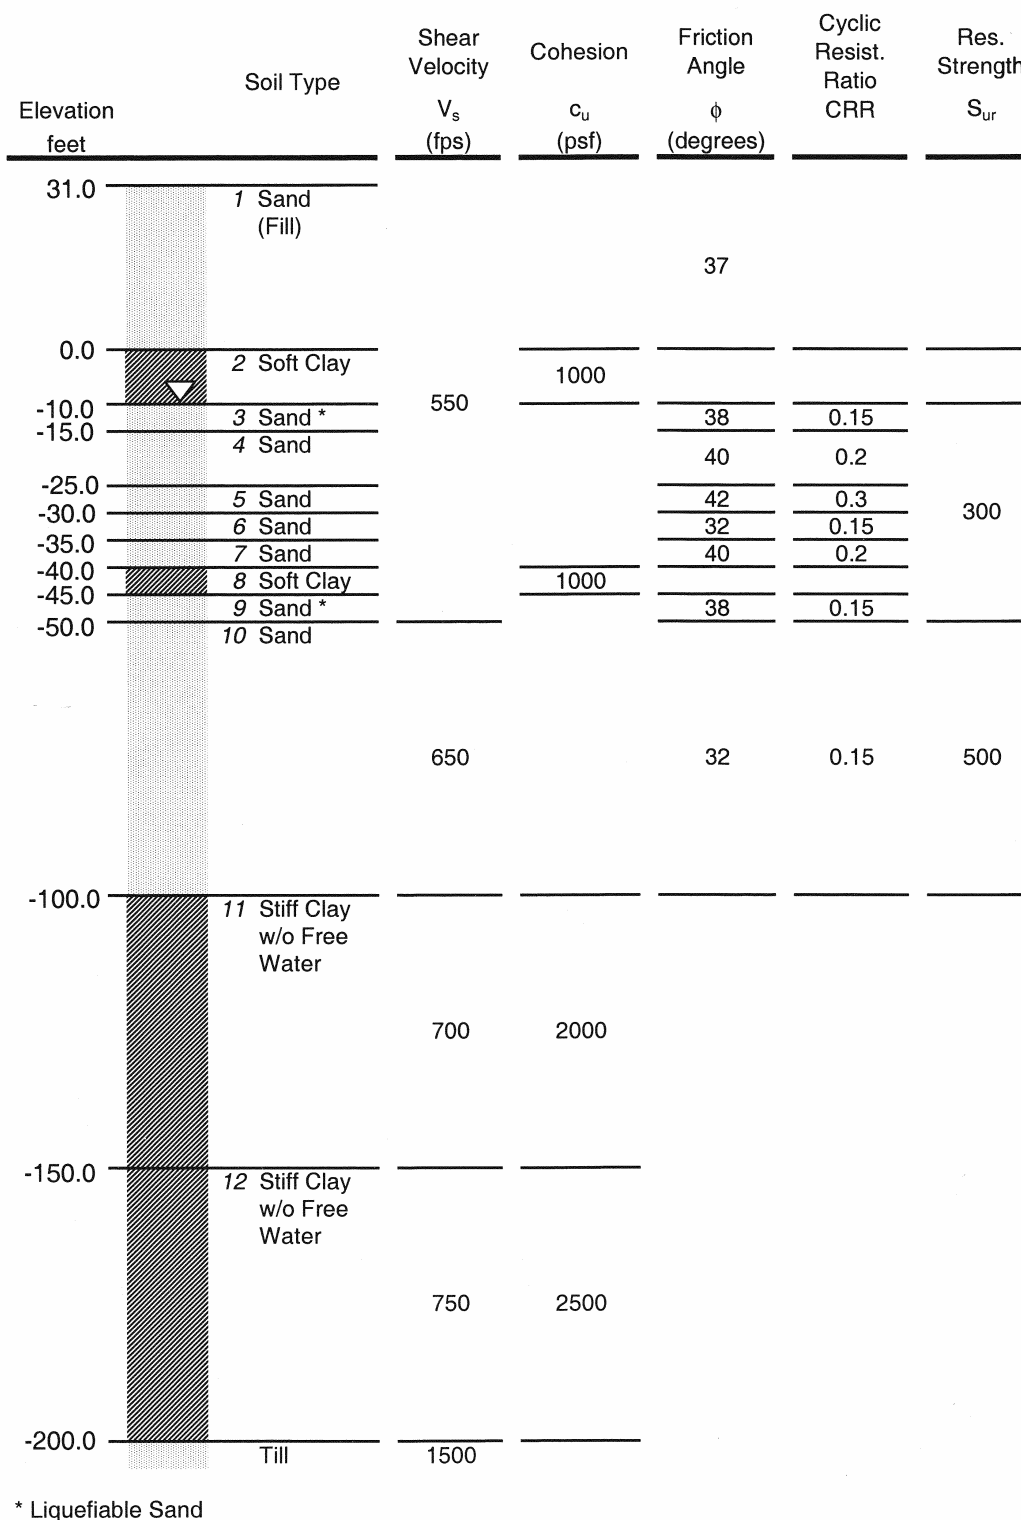 Shear Velocity Vs (fps)
Cohesion cu (psf)
Friction Angle ϕ (degrees)
Cyclic Resist. Ratio CRR
Res. Strength Sur
Elevation feet
Soil Type
31.0
1 Sand
(Fill)
37
0.0
2 Soft Clay
1000
550
-10.0
3 Sand *
38 0.15
-15.0
4 Sand
40 0.2
-25.0
5 Sand
42 0.3
300
-30.0
6 Sand
32 0.15
-35.0
7 Sand
40 0.2
-40.0
8 Soft Clay
1000
-45.0
9 Sand *
38 0.15
-50.0
10 Sand
650 32 0.15 500
-100.0
11 Stiff Clay
w/o Free
Water
700 2000
-150.0
12 Stiff Clay
w/o Free
Water
750 2500
-200.0
Till 1500
* Liquefiable Sand